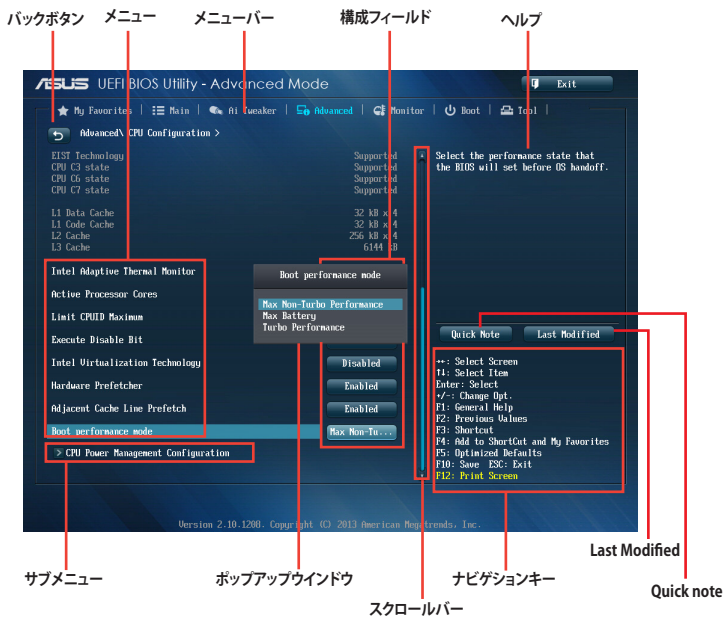 バックボタン メニュー メニューバー 構成フィールド ヘルプ
ASUS UEFI BIOS Utility - Advanced Mode
Exit
My Favorites Main Ai Tweaker Advanced Monitor Boot Tool
Advanced\ CPU Configuration >
EIST Technology Supported
CPU C3 state Supported
CPU C6 state Supported
CPU C7 state Supported
L1 Data Cache 32 kB x 4
L1 Code Cache 32 kB x 4
L2 Cache 256 kB x 4
L3 Cache 6144 kB
Intel Adaptive Thermal Monitor
Active Processor Cores
Limit CPUID Maximum
Execute Disable Bit
Intel Virtualization Technology Disabled
Hardware Prefetcher Enabled
Adjacent Cache Line Prefetch Enabled
Boot performance mode Max Non-Tu...
> CPU Power Management Configuration
Boot performance mode
Max Non-Turbo Performance
Max Battery
Turbo Performance
Select the performance state that
the BIOS will set before OS handoff.
Quick Note Last Modified
→←: Select Screen
↑↓: Select Item
Enter: Select
+/-: Change Opt.
F1: General Help
F2: Previous Values
F3: Shortcut
F4: Add to ShortCut and My Favorites
F5: Optimized Defaults
F10: Save ESC: Exit
F12: Print Screen
Version 2.10.1208. Copyright (C) 2013 American Megatrends, Inc.
Last Modified
サブメニュー ポップアップウインドウ ナビゲションキー
Quick note
スクロールバー